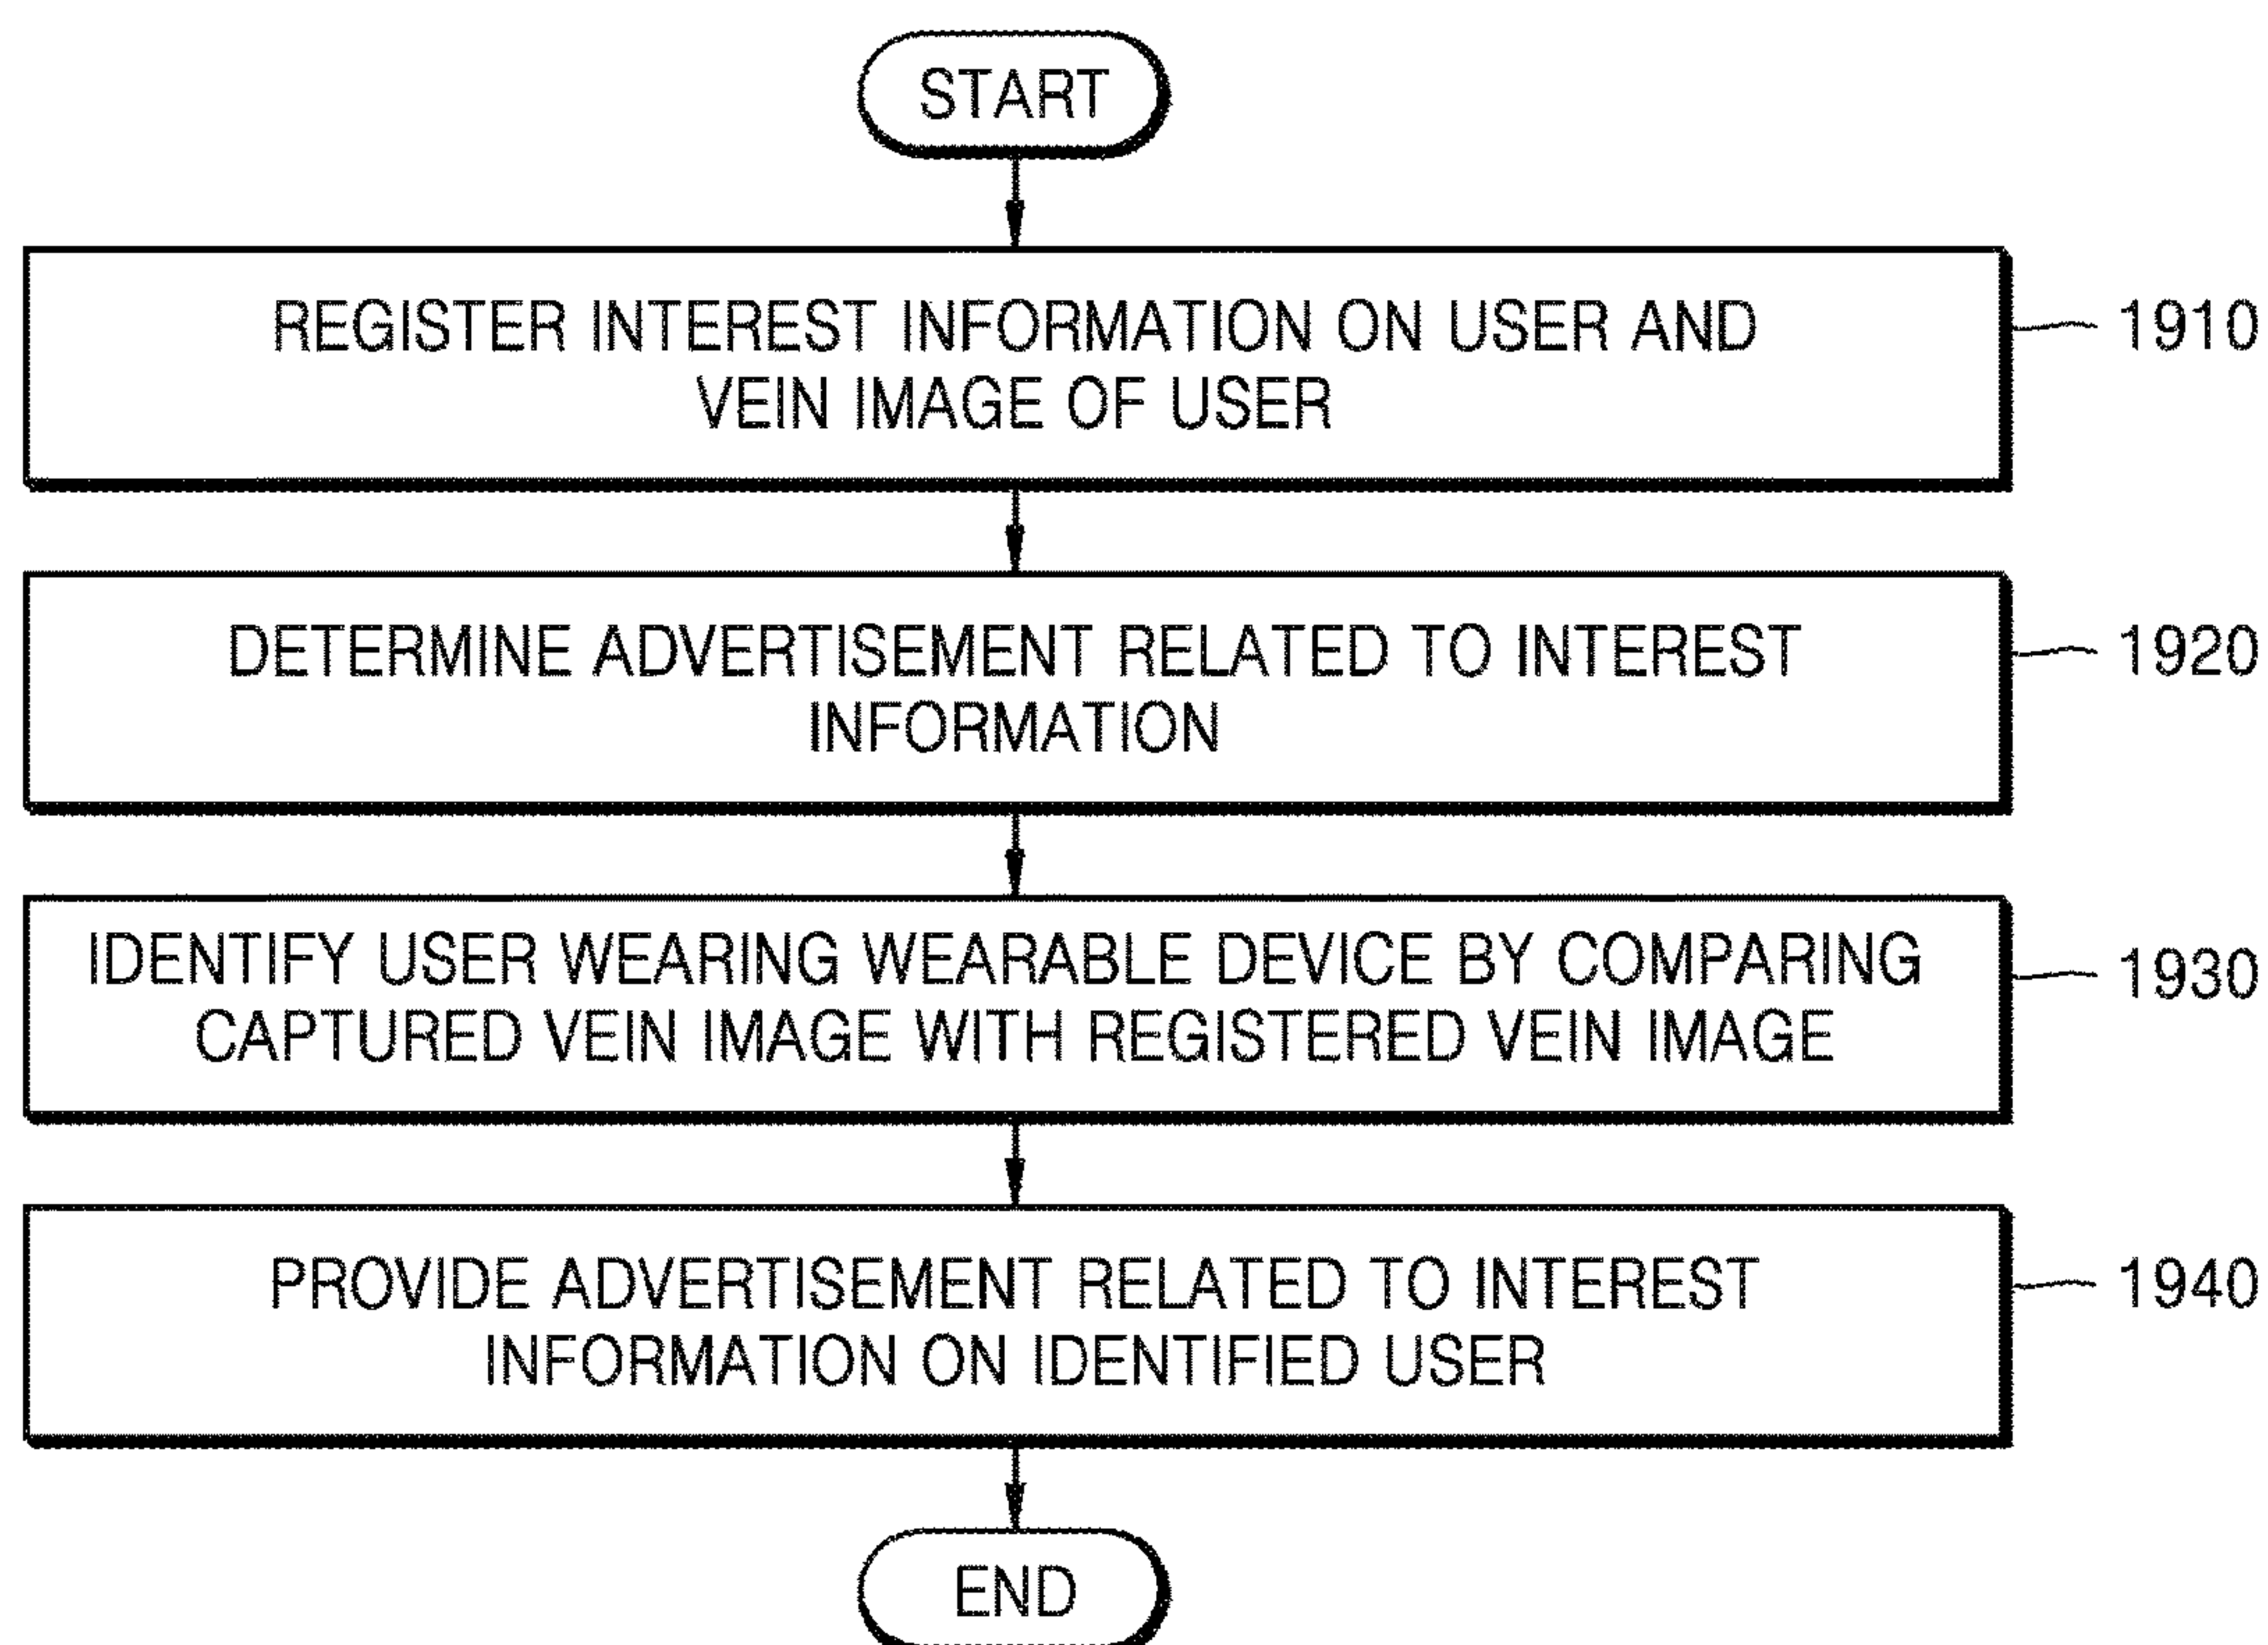 START
REGISTER INTEREST INFORMATION ON USER AND
VEIN IMAGE OF USER
1910
DETERMINE ADVERTISEMENT RELATED TO INTEREST
INFORMATION
1920
IDENTIFY USER WEARING WEARABLE DEVICE BY COMPARING
CAPTURED VEIN IMAGE WITH REGISTERED VEIN IMAGE
1930
PROVIDE ADVERTISEMENT RELATED TO INTEREST
INFORMATION ON IDENTIFIED USER
1940
END